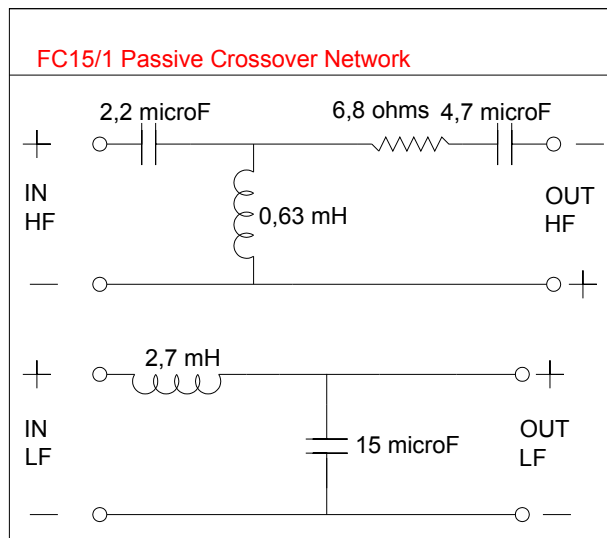 FC15/1 Passive Crossover Network
2,2 microF
6,8 ohms
4,7 microF
+
—
IN
HF
0,63 mH
OUT
HF
—
+
2,7 mH
+
+
IN
LF
15 microF
OUT
LF
—
—